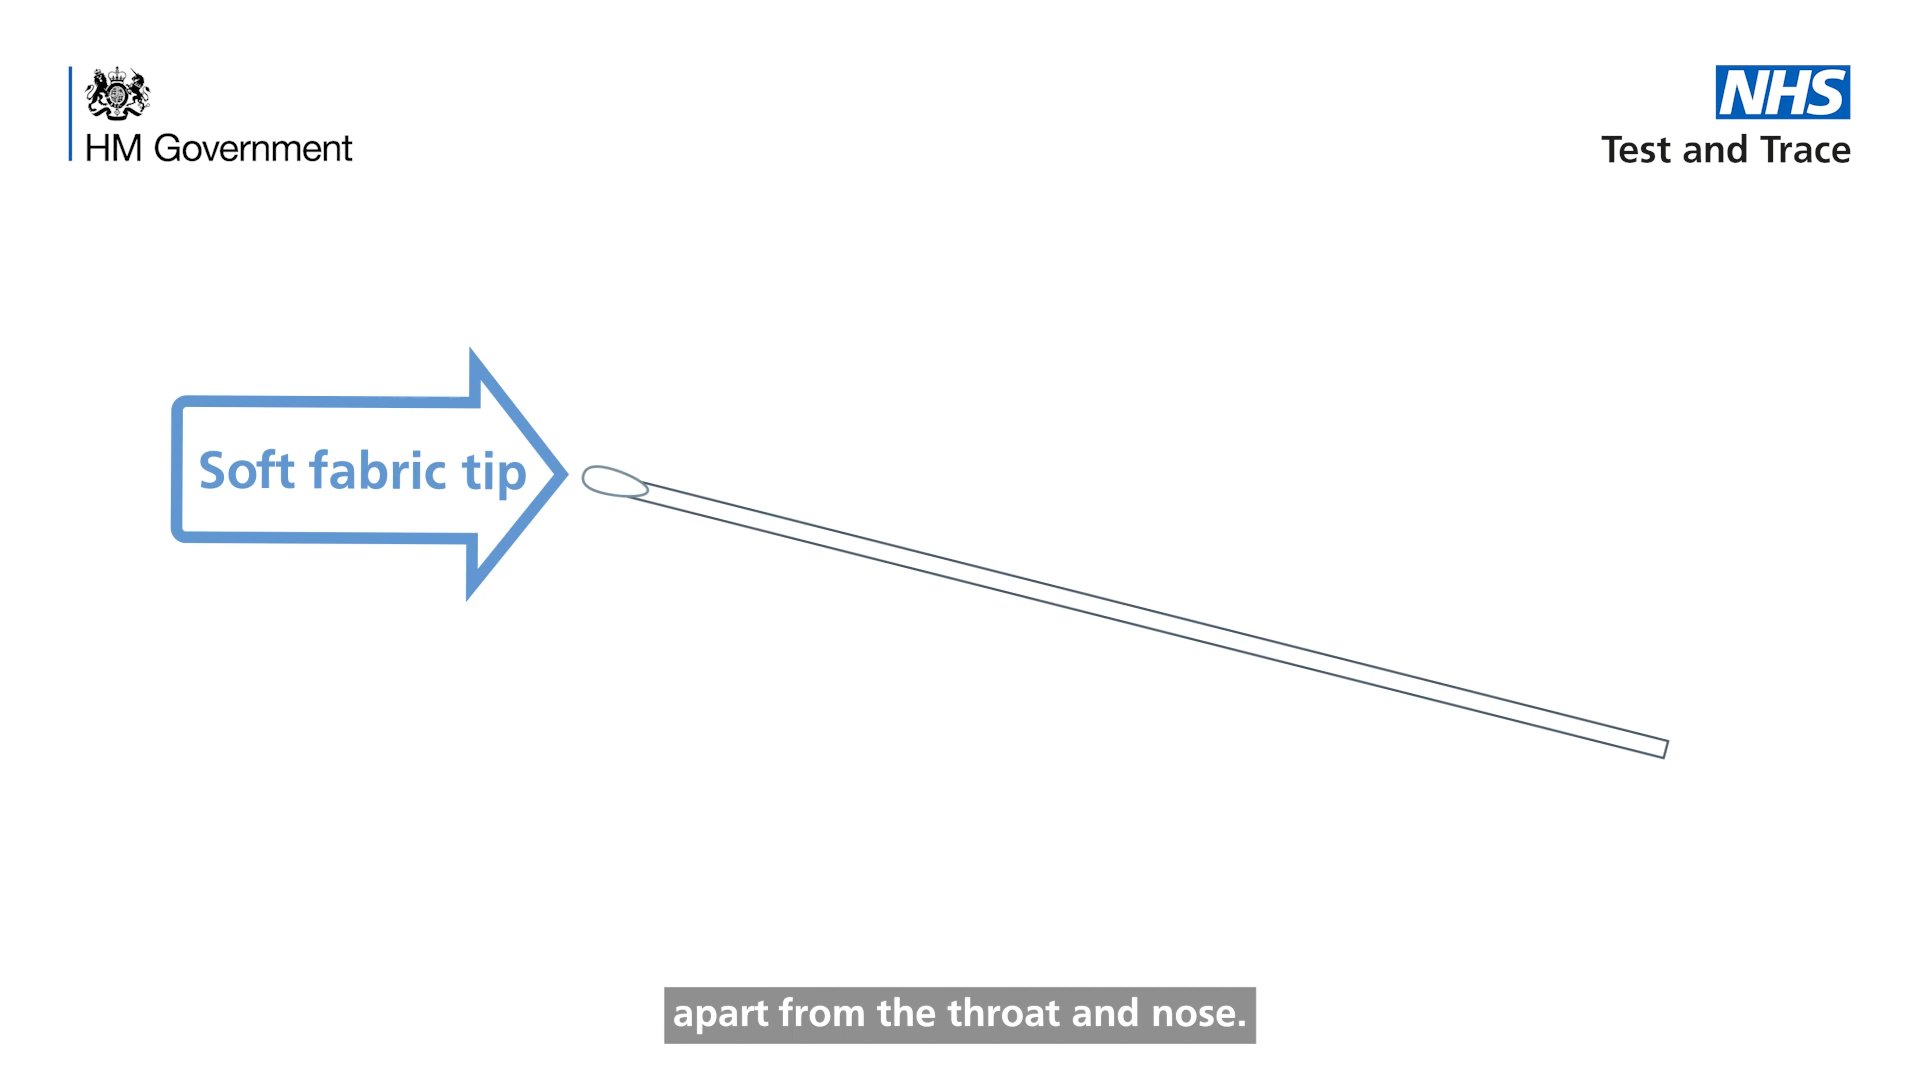 HM Government
NHS
Test and Trace
Soft fabric tip
apart from the throat and nose.